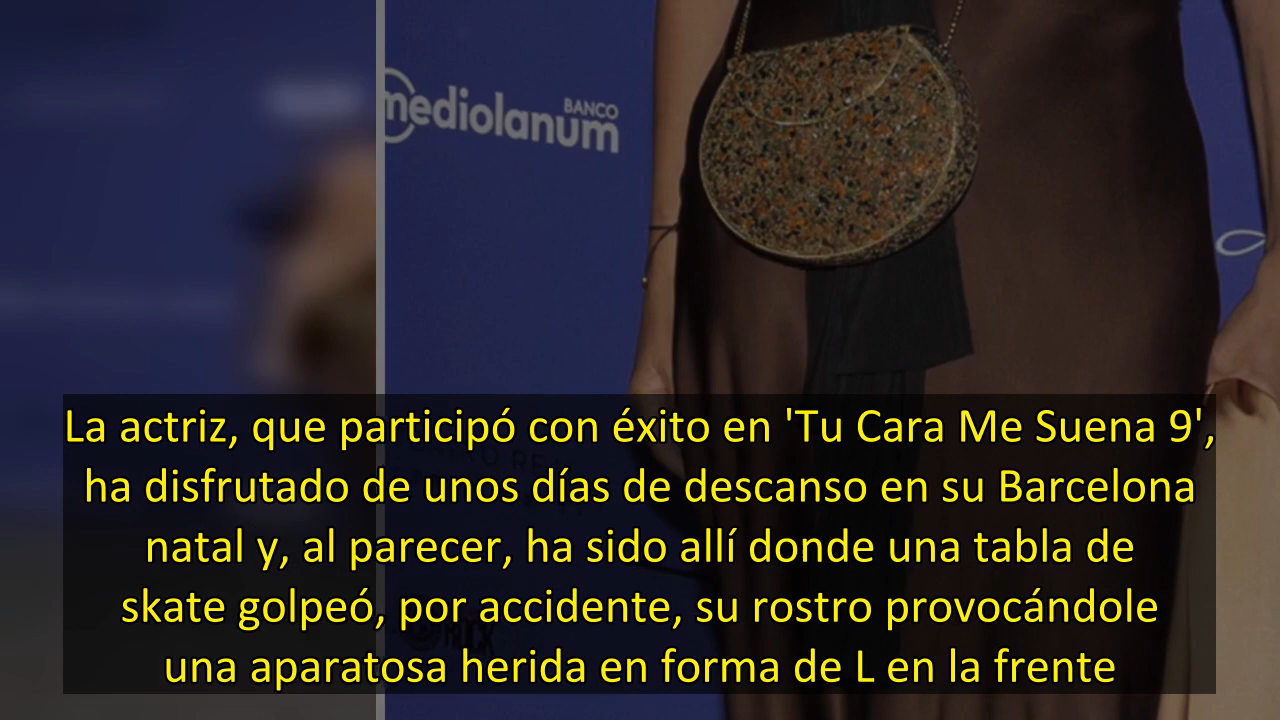 BANCO
mediolanum
La actriz, que participó con éxito en 'Tu Cara Me Suena 9',
ha disfrutado de unos días de descanso en su Barcelona
natal y, al parecer, ha sido allí donde una tabla de
skate golpeó, por accidente, su rostro provocándole
una aparatosa herida en forma de L en la frente